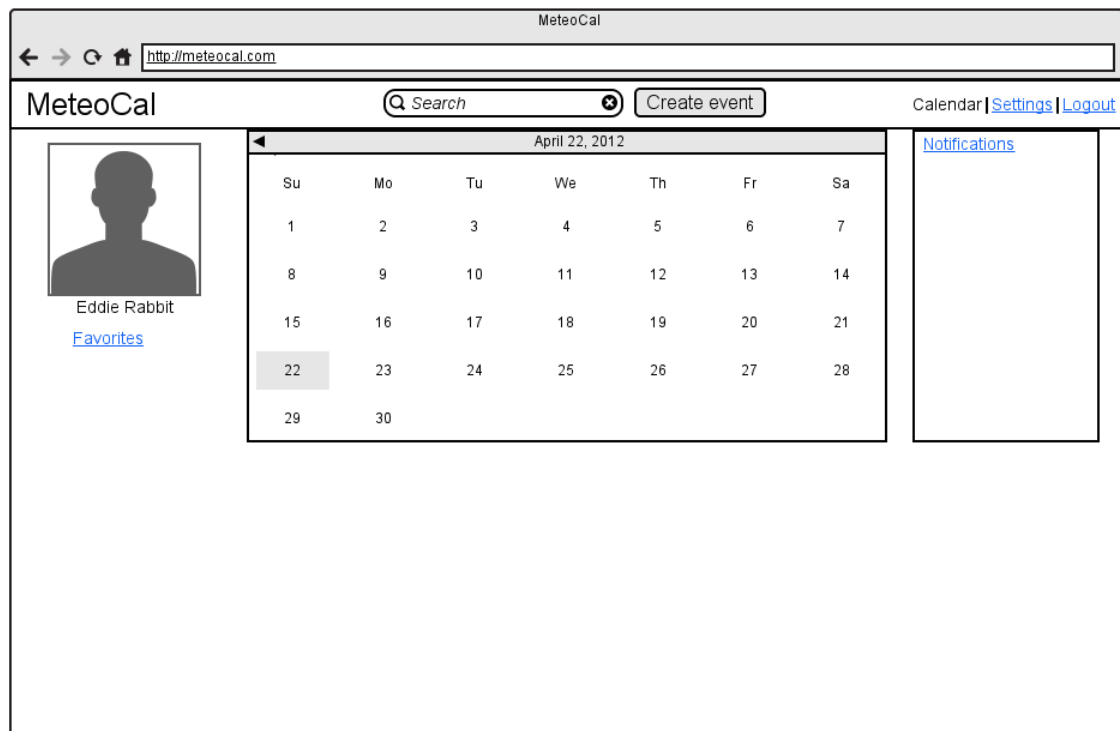 MeteoCal
http://meteocal.com
MeteoCal
Search
Create event
Calendar Settings Logout
Eddie Rabbit
Favorites
April 22, 2012
Su Mo Tu We Th Fr Sa
1 2 3 4 5 6 7
8 9 10 11 12 13 14
15 16 17 18 19 20 21
22 23 24 25 26 27 28
29 30
Notifications